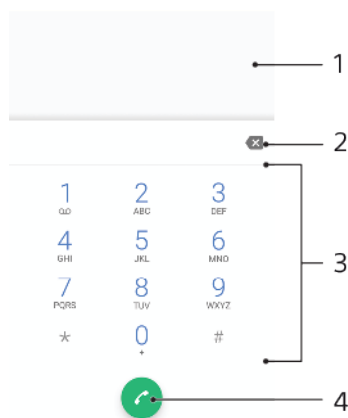 1
2
1 2 3
ABC DEF
4 5 6
GHI JKL MNO
3
7 8 9
PQRS TUV WXYZ
* 0 #
+
4